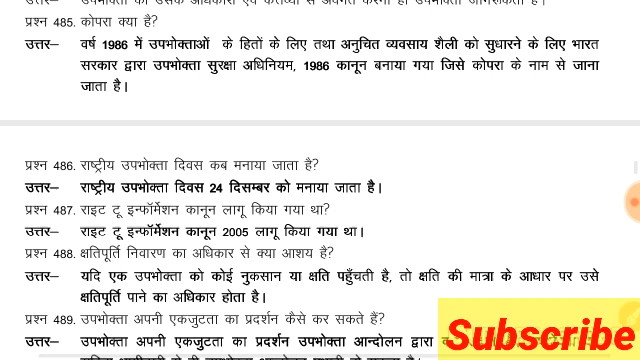 प्रश्न 485. कोपरा क्या है?
उत्तर– वर्ष 1986 में उपभोक्ताओं के हितों के लिए तथा अनुचित व्यवसाय शैली को सुधारने के लिए भारत
सरकार द्वारा उपभोक्ता सुरक्षा अधिनियम, 1986 कानून बनाया गया जिसे कोपरा के नाम से जाना
जाता है।
प्रश्न 486. राष्ट्रीय उपभोक्ता दिवस कब मनाया जाता है?
उत्तर– राष्ट्रीय उपभोक्ता दिवस 24 दिसम्बर को मनाया जाता है।
प्रश्न 487. राइट टू इन्फॉर्मेशन कानून लागू किया गया था?
उत्तर– राइट टू इन्फॉर्मेशन कानून 2005 लागू किया गया था।
प्रश्न 488. क्षतिपूर्ति निवारण का अधिकार से क्या आशय है?
उत्तर– यदि एक उपभोक्ता को कोई नुकसान या क्षति पहुँचती है, तो क्षति की मात्रा के आधार पर उसे
क्षतिपूर्ति पाने का अधिकार होता है।
प्रश्न 489. उपभोक्ता अपनी एकजुटता का प्रदर्शन कैसे कर सकते हैं?
उत्तर– उपभोक्ता अपनी एकजुटता का प्रदर्शन उपभोक्ता आन्दोलन द्वारा
Subscribe